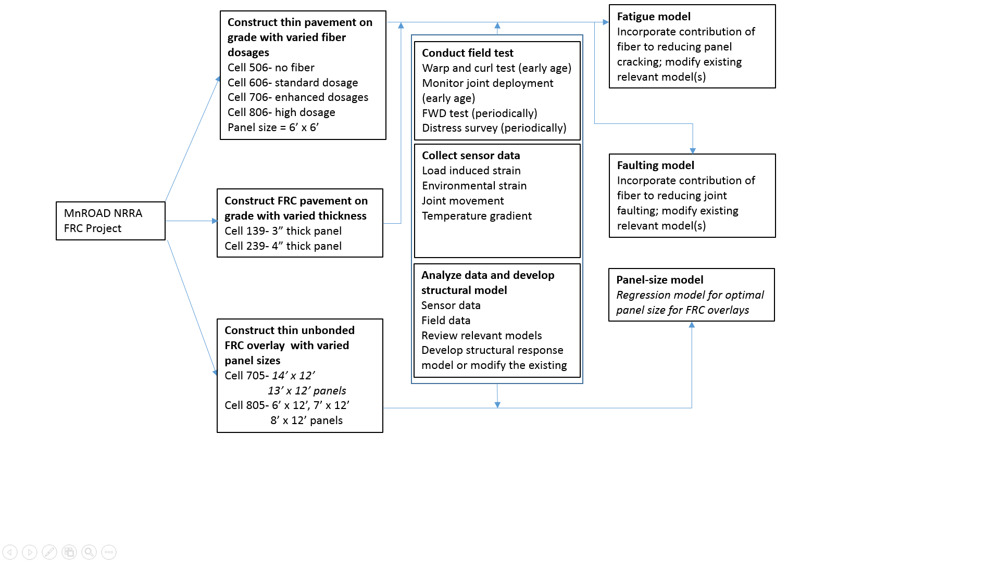 MnROAD NRRA
FRC Project
Construct thin pavement on
grade with varied fiber
dosages
Cell 506- no fiber
Cell 606- standard dosage
Cell 706- enhanced dosages
Cell 806- high dosage
Panel size = 6’ x 6’
Construct FRC pavement on
grade with varied thickness
Cell 139- 3” thick panel
Cell 239- 4” thick panel
Construct thin unbonded
FRC overlay  with varied
panel sizes
Cell 705- 14’ x 12’
13’ x 12’ panels
Cell 805- 6’ x 12’, 7’ x 12’
8’ x 12’ panels
Conduct field test
Warp and curl test (early age)
Monitor joint deployment
(early age)
FWD test (periodically)
Distress survey (periodically)
Collect sensor data
Load induced strain
Environmental strain
Joint movement
Temperature gradient
Analyze data and develop
structural model
Sensor data
Field data
Review relevant models
Develop structural response
model or modify the existing
Fatigue model
Incorporate contribution of
fiber to reducing panel
cracking; modify existing
relevant model(s)
Faulting model
Incorporate contribution of
fiber to reducing joint
faulting; modify existing
relevant model(s)
Panel-size model
Regression model for optimal
panel size for FRC overlays